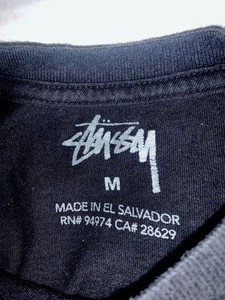 Stüssy
M
MADE IN EL SALVADOR
RN# 94974 CA# 28629